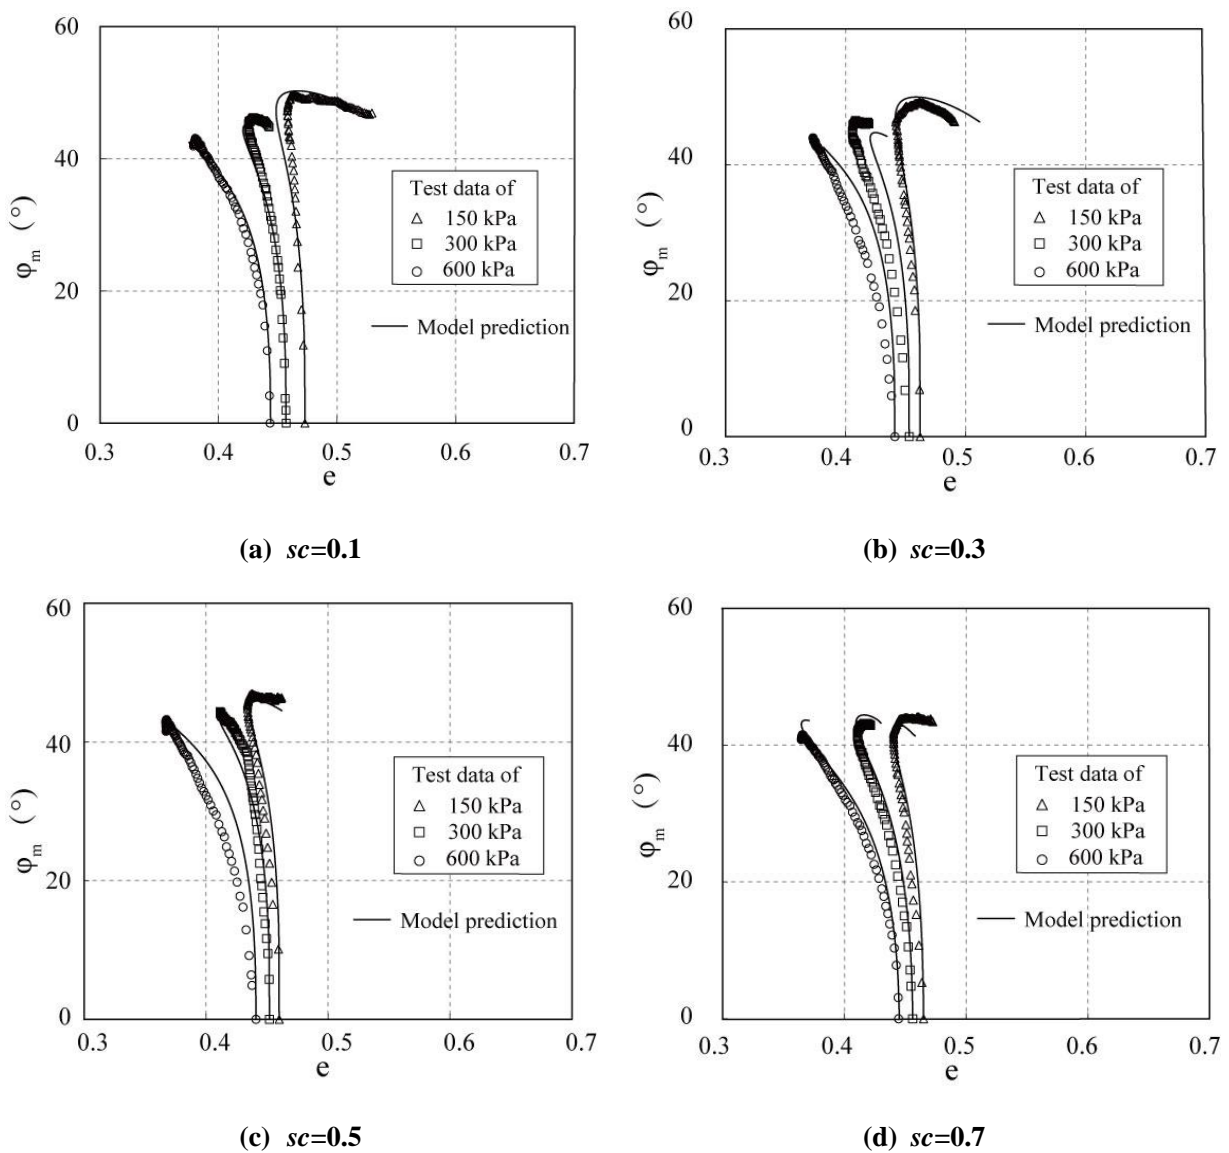 60
40
20
0
φm (°)
Test data of
150 kPa
300 kPa
600 kPa
Model prediction
0.3 0.4 0.5 0.6 0.7
e
(a) sc=0.1
60
40
20
0
φm (°)
Test data of
150 kPa
300 kPa
600 kPa
Model prediction
0.3 0.4 0.5 0.6 0.7
e
(b) sc=0.3
60
40
20
0
φm (°)
Test data of
150 kPa
300 kPa
600 kPa
Model prediction
0.3 0.4 0.5 0.6 0.7
e
(c) sc=0.5
60
40
20
0
φm (°)
Test data of
150 kPa
300 kPa
600 kPa
Model prediction
0.3 0.4 0.5 0.6 0.7
e
(d) sc=0.7